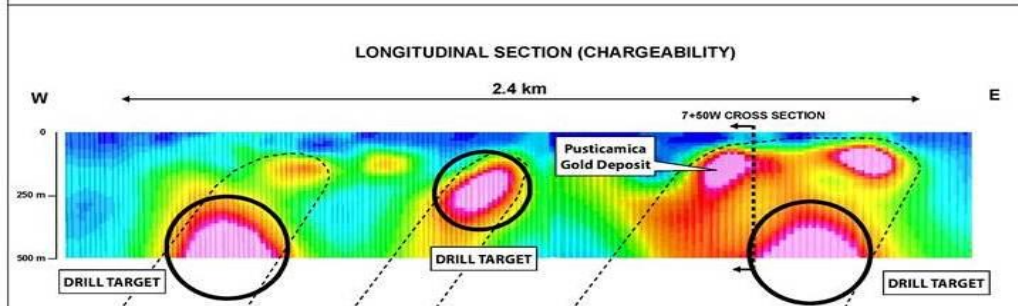 LONGITUDINAL SECTION (CHARGEABILITY)
W
2.4 km
E
7+50W CROSS SECTION
0
Pusticamica
Gold Deposit
250 m
500 m
DRILL TARGET
DRILL TARGET
DRILL TARGET